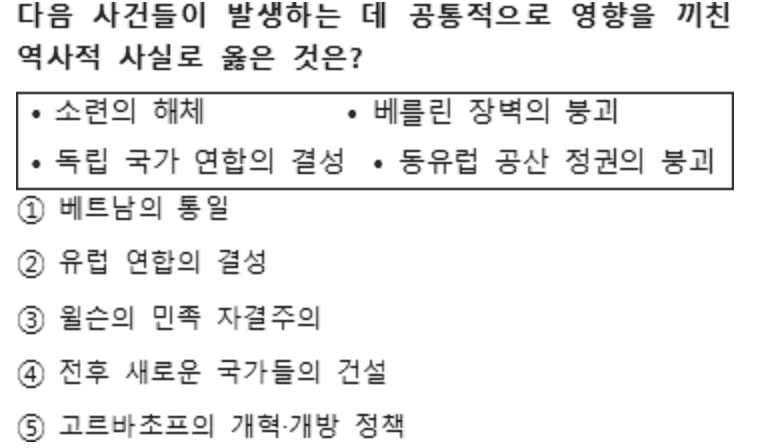 다음 사건들이 발생하는 데 공통적으로 영향을 끼친
역사적 사실로 옳은 것은?
• 소련의 해체 • 베를린 장벽의 붕괴
• 독립 국가 연합의 결성 • 동유럽 공산 정권의 붕괴
① 베트남의 통일
② 유럽 연합의 결성
③ 윌슨의 민족 자결주의
④ 전후 새로운 국가들의 건설
⑤ 고르바초프의 개혁·개방 정책